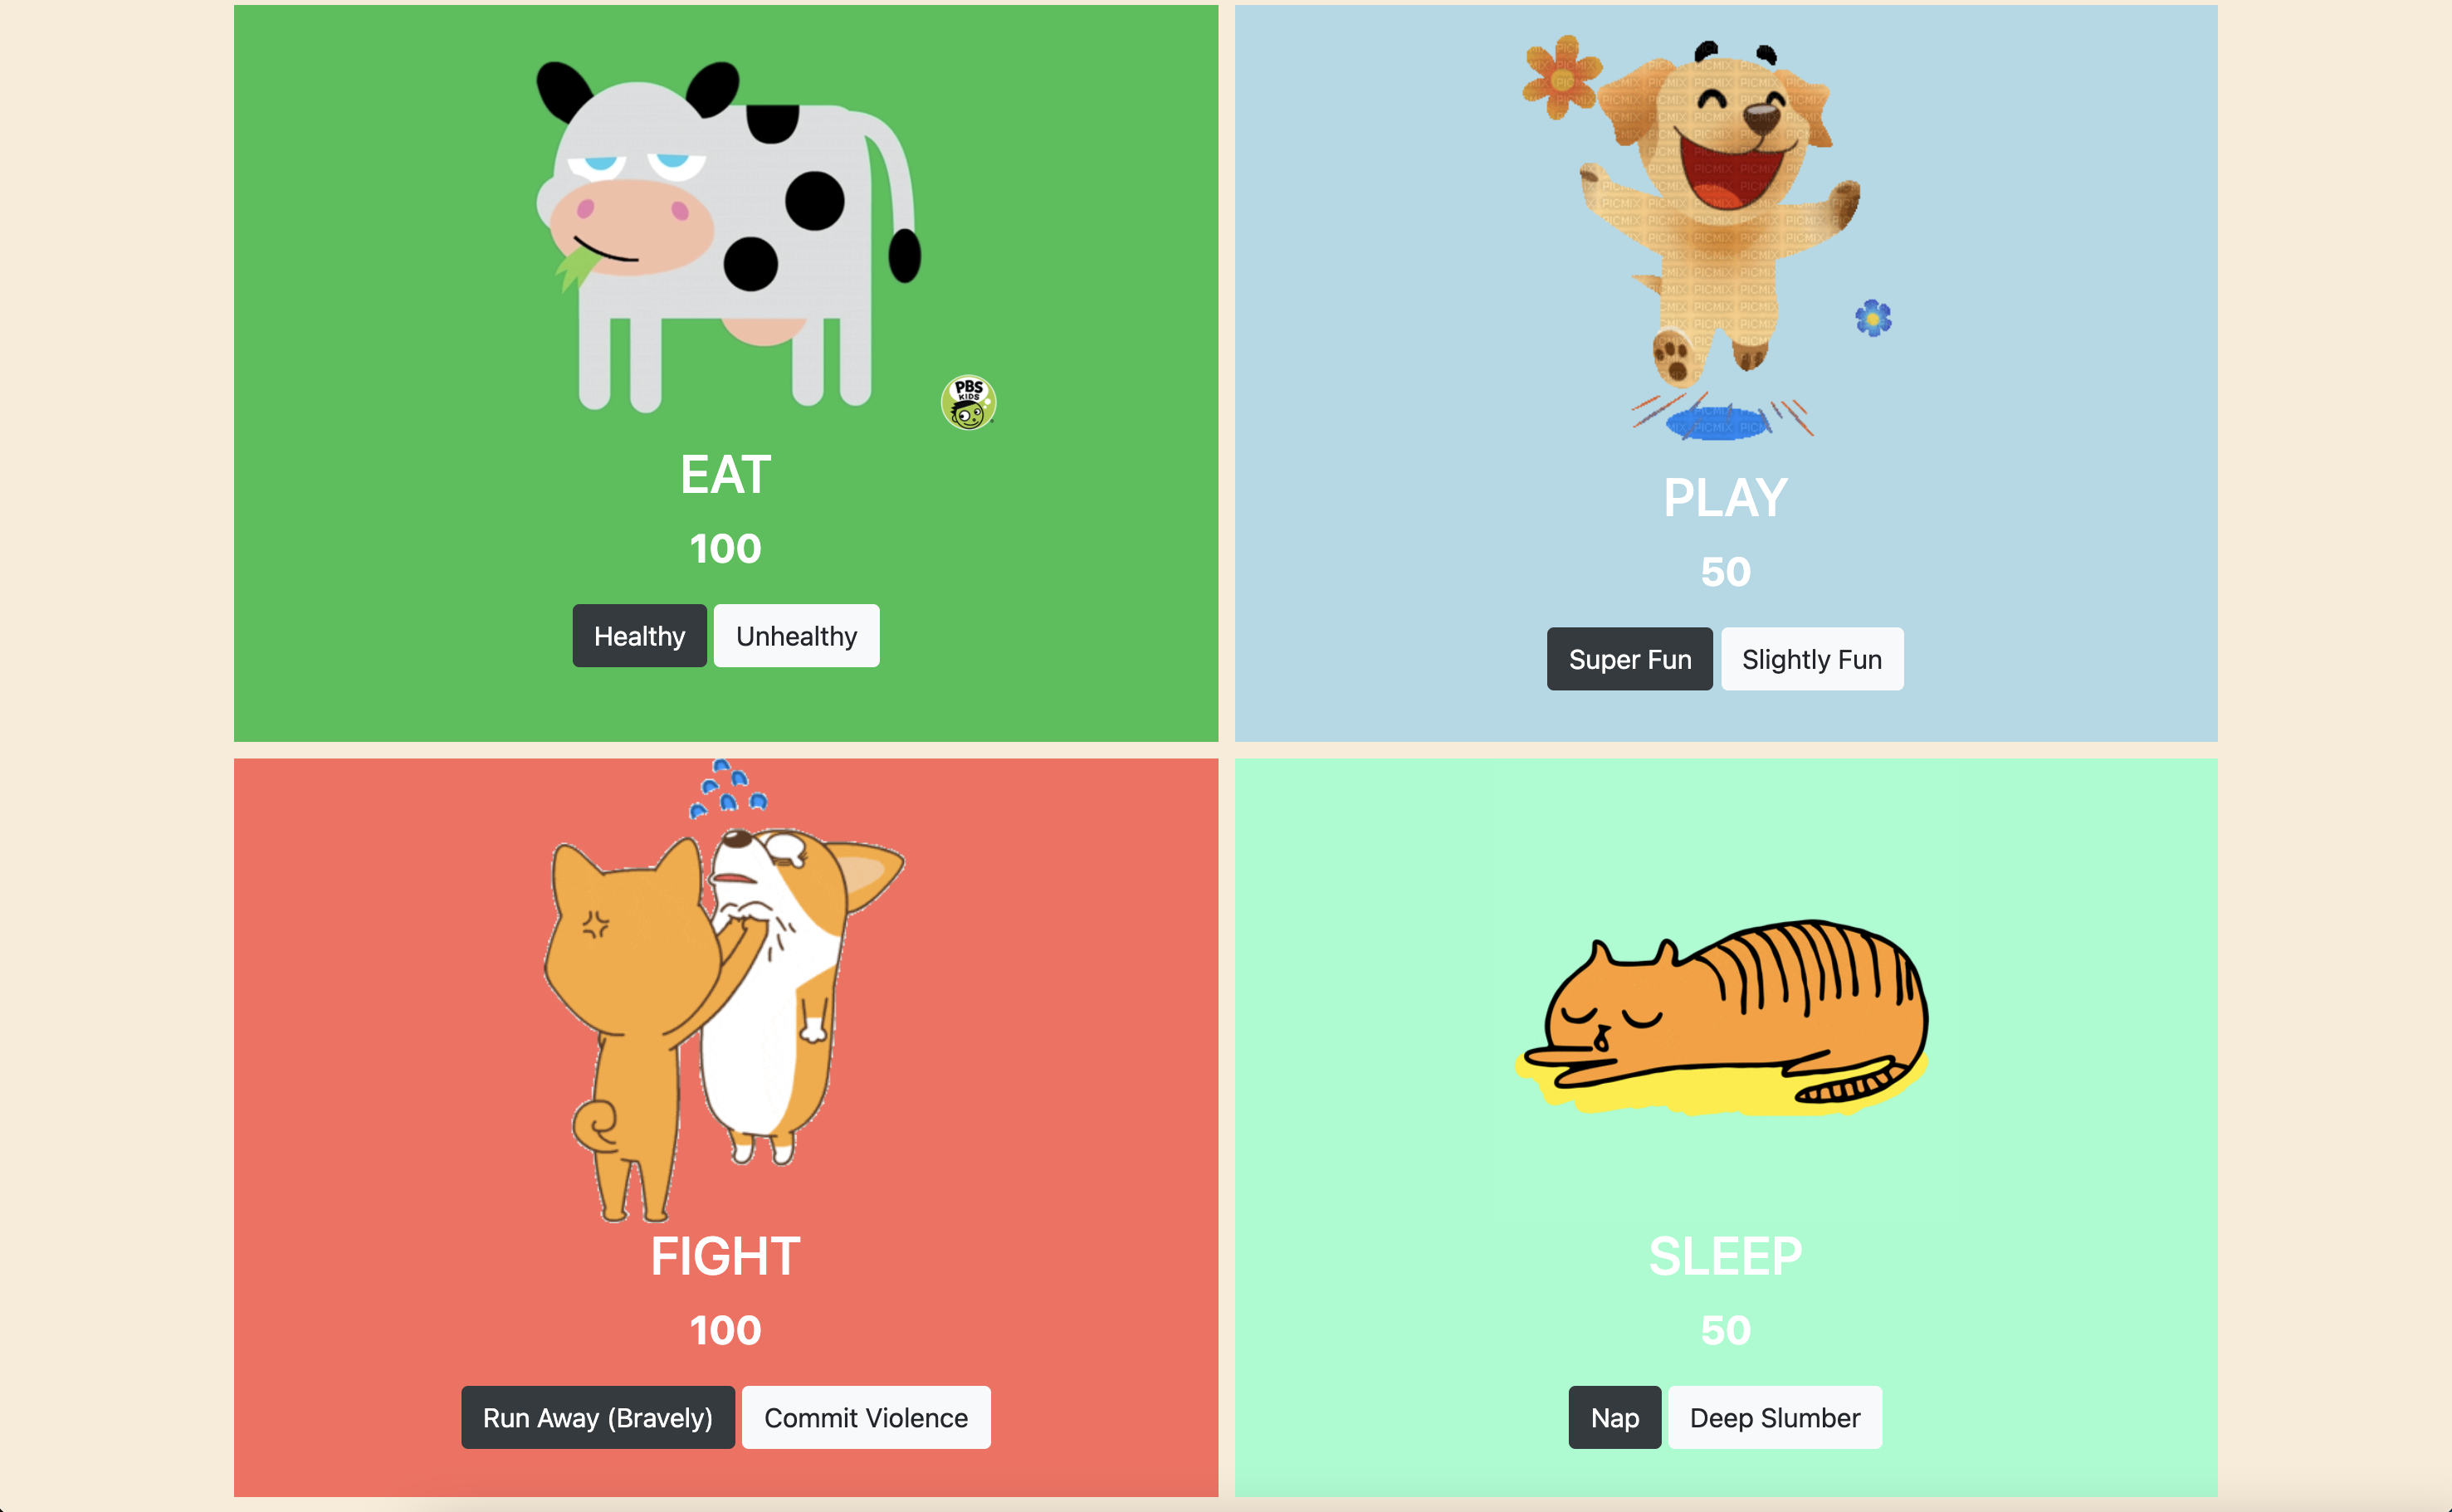 PBS
KIDS
EAT
100
Healthy Unhealthy
PICMIX
PLAY
50
Super Fun Slightly Fun
FIGHT
100
Run Away (Bravely) Commit Violence
SLEEP
50
Nap Deep Slumber